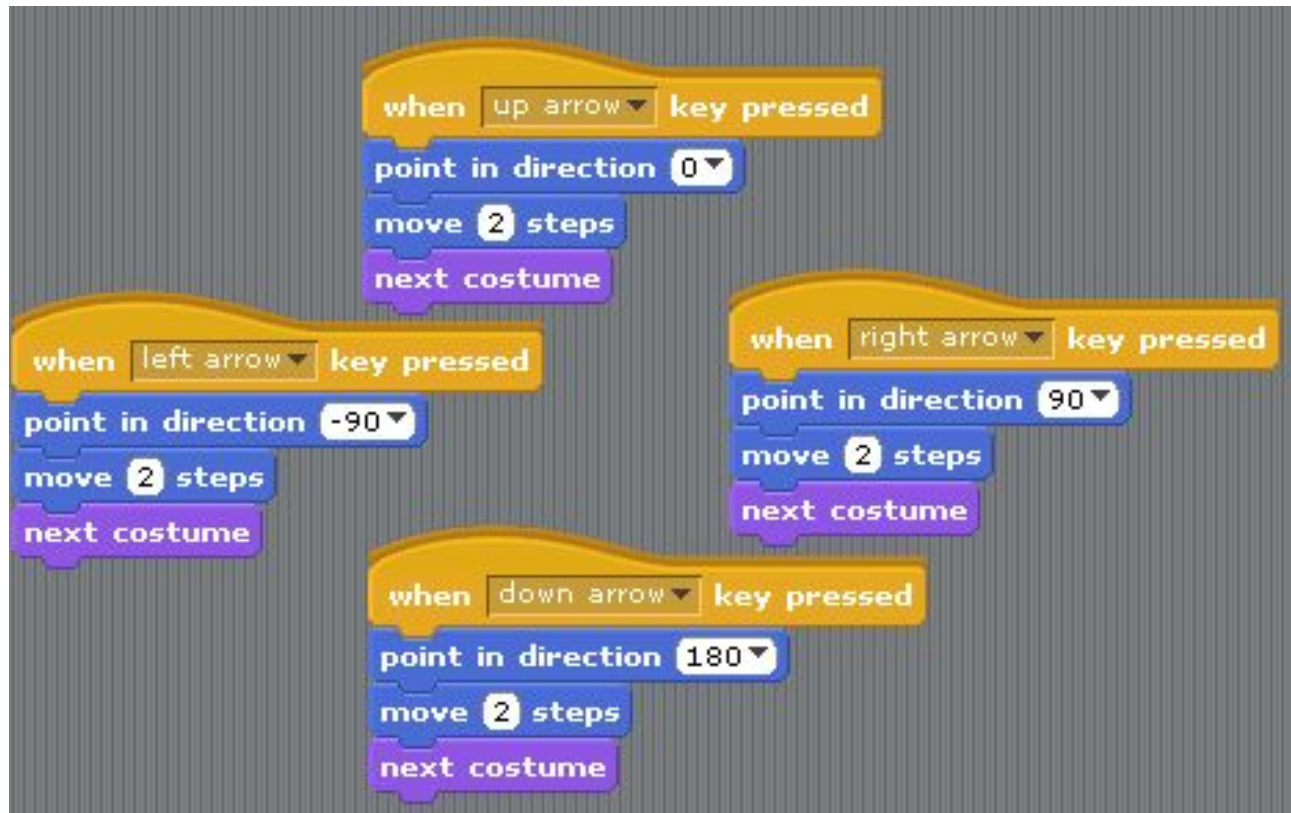 when up arrow key pressed
point in direction 0
move 2 steps
next costume
when left arrow key pressed
point in direction -90
move 2 steps
next costume
when right arrow key pressed
point in direction 90
move 2 steps
next costume
when down arrow key pressed
point in direction 180
move 2 steps
next costume